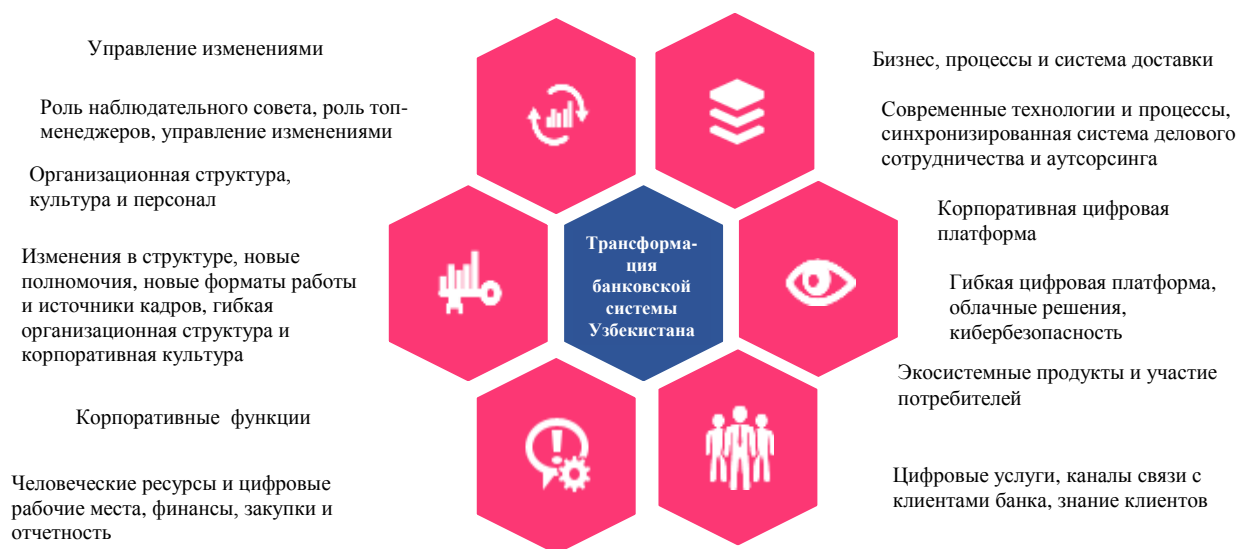 Управление изменениями
Роль наблюдательного совета, роль топ-
менеджеров, управление изменениями
Организационная структура,
культура и персонал
Изменения в структуре, новые
полномочия, новые форматы работы
и источники кадров, гибкая
организационная структура и
корпоративная культура
Корпоративные функции
Человеческие ресурсы и цифровые
рабочие места, финансы, закупки и
отчетность
Трансформа-
ция
банковской
системы
Узбекистана
Бизнес, процессы и система доставки
Современные технологии и процессы,
синхронизированная система делового
сотрудничества и аутсорсинга
Корпоративная цифровая
платформа
Гибкая цифровая платформа,
облачные решения,
кибербезопасность
Экосистемные продукты и участие
потребителей
Цифровые услуги, каналы связи с
клиентами банка, знание клиентов